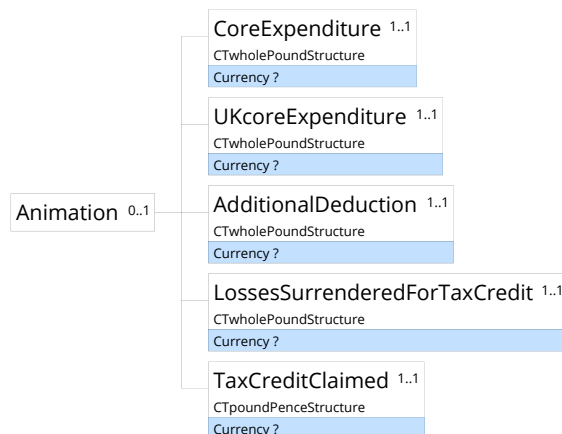 CoreExpenditure 1..1
CTwholePoundStructure
Currency ?
UKcoreExpenditure 1..1
CTwholePoundStructure
Currency ?
Animation 0..1
AdditionalDeduction 1..1
CTwholePoundStructure
Currency ?
LossesSurrenderedForTaxCredit 1..1
CTwholePoundStructure
Currency ?
TaxCreditClaimed 1..1
CTpoundPenceStructure
Currency ?